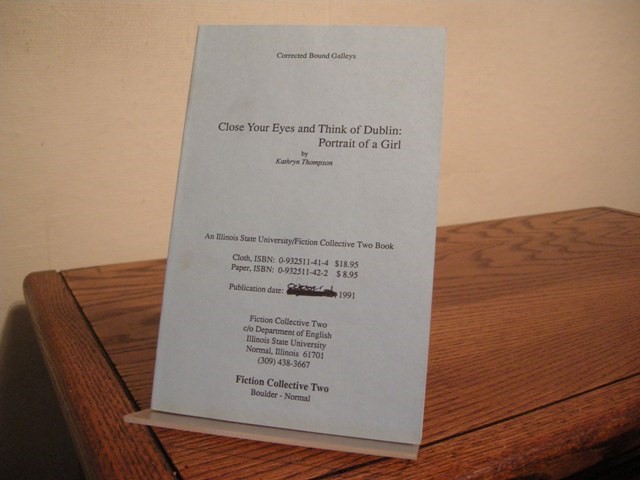 Corrected Bound Galleys
Close Your Eyes and Think of Dublin:
Portrait of a Girl
by
Kathryn Thompson
An Illinois State University/Fiction Collective Two Book
Cloth, ISBN: 0-932511-41-4 $18.95
Paper, ISBN: 0-932511-42-2 $ 8.95
Publication date: 1991
Fiction Collective Two
c/o Department of English
Illinois State University
Normal, Illinois 61701
(309) 438-3667
Fiction Collective Two
Boulder - Normal